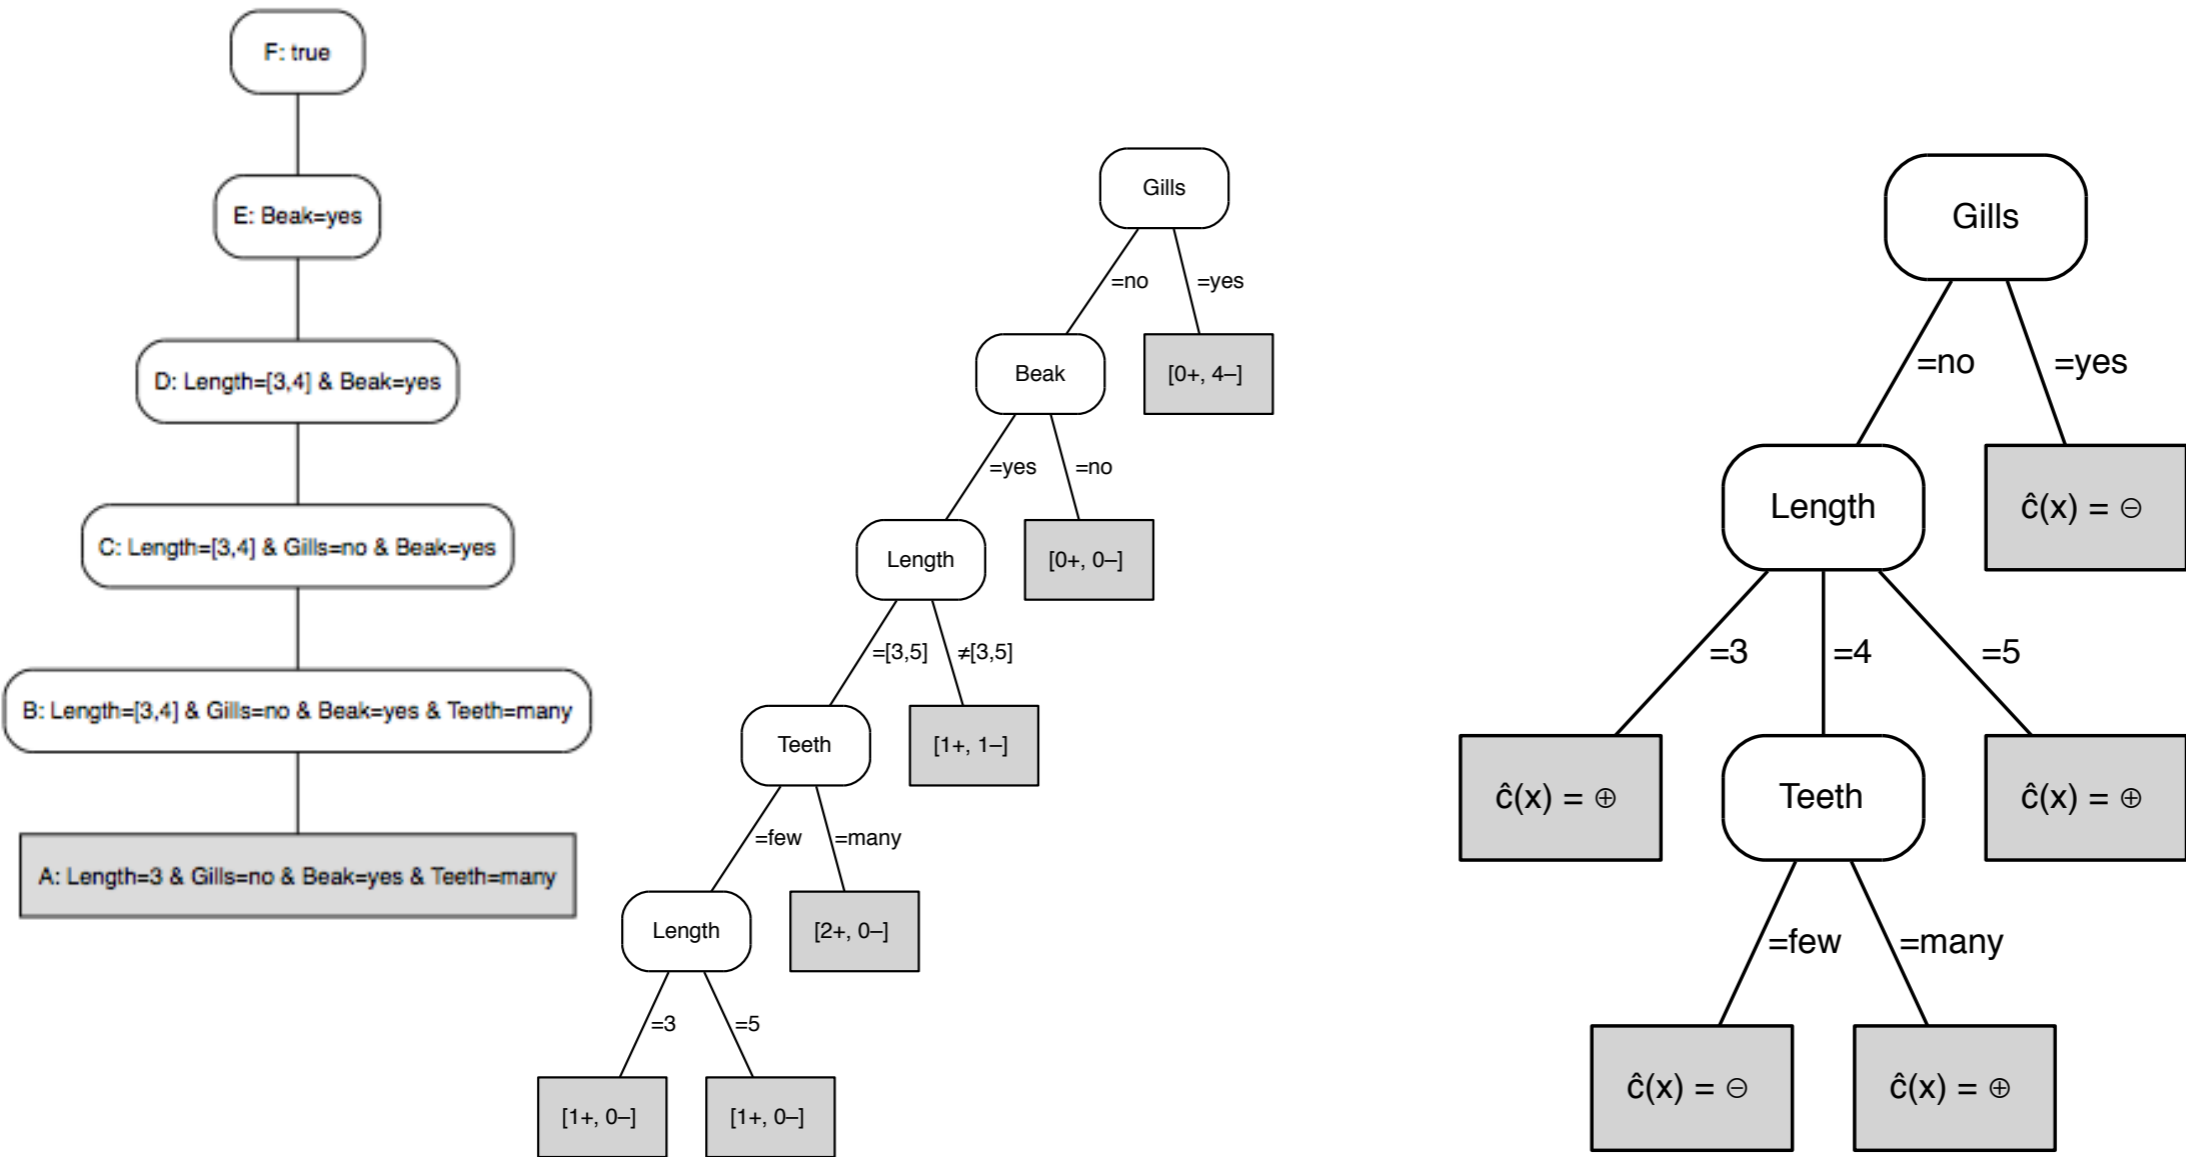 F: true
E: Beak=yes
D: Length=[3,4] & Beak=yes
C: Length=[3,4] & Gills=no & Beak=yes
B: Length=[3,4] & Gills=no & Beak=yes & Teeth=many
A: Length=3 & Gills=no & Beak=yes & Teeth=many
Gills
=no
=yes
Beak
[0+, 4–]
=yes
=no
Length
[0+, 0–]
=[3,5]
≠[3,5]
Teeth
[1+, 1–]
=few
=many
Length
[2+, 0–]
=3
=5
[1+, 0–]
[1+, 0–]
Gills
=no
=yes
Length
ĉ(x) = ⊖
=3
=4
=5
ĉ(x) = ⊕
Teeth
ĉ(x) = ⊕
=few
=many
ĉ(x) = ⊖
ĉ(x) = ⊕